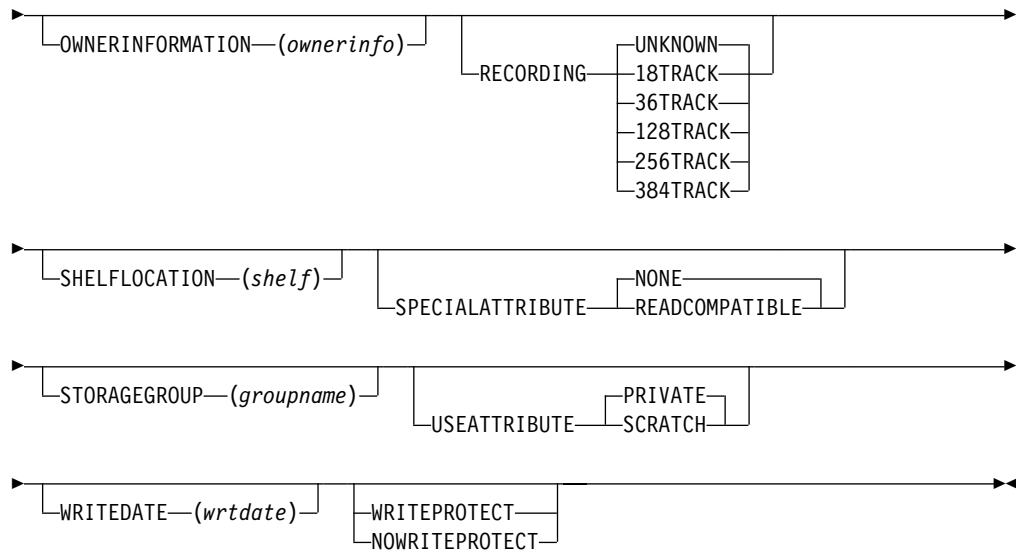 OWNERINFORMATION (ownerinfo)
RECORDING
UNKNOWN
18TRACK
36TRACK
128TRACK
256TRACK
384TRACK
SHELFLOCATION (shelf)
SPECIALATTRIBUTE
NONE
READCOMPATIBLE
STORAGEGROUP (groupname)
USEATTRIBUTE
PRIVATE
SCRATCH
WRITEDATE (wrtdate)
WRITEPROTECT
NOWRITEPROTECT